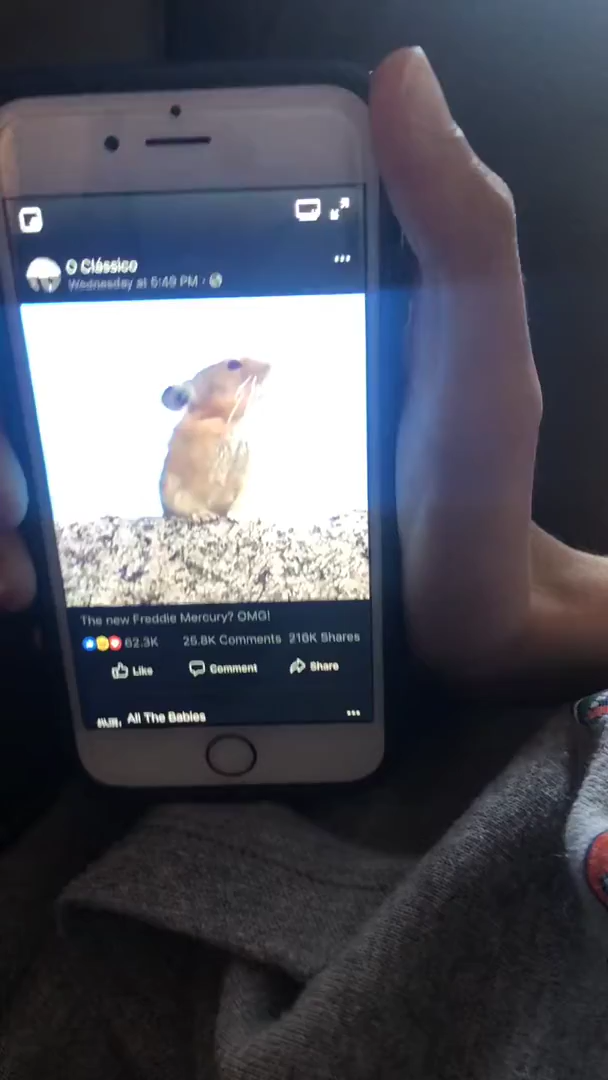 O Clássico
Wednesday at 5:49 PM ·
The new Freddie Mercury? OMG!
62.3K 25.8K Comments 216K Shares
Like Comment Share
All The Babies